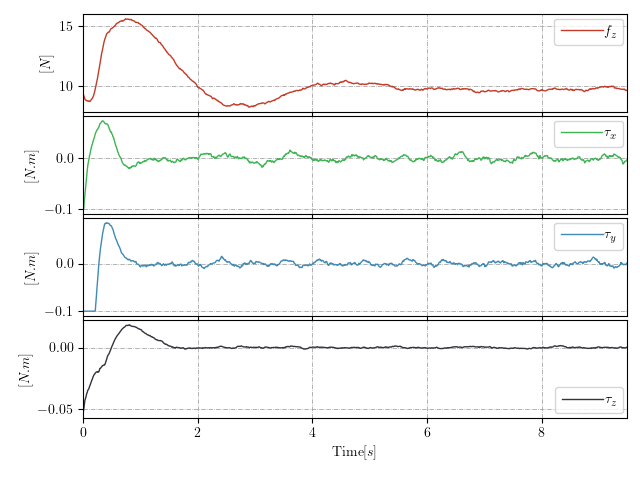 15
10
[N]
f_z
0.0
−0.1
[N.m]
τ_x
0.0
−0.1
[N.m]
τ_y
0.00
−0.05
[N.m]
τ_z
0 2 4 6 8
Time[s]